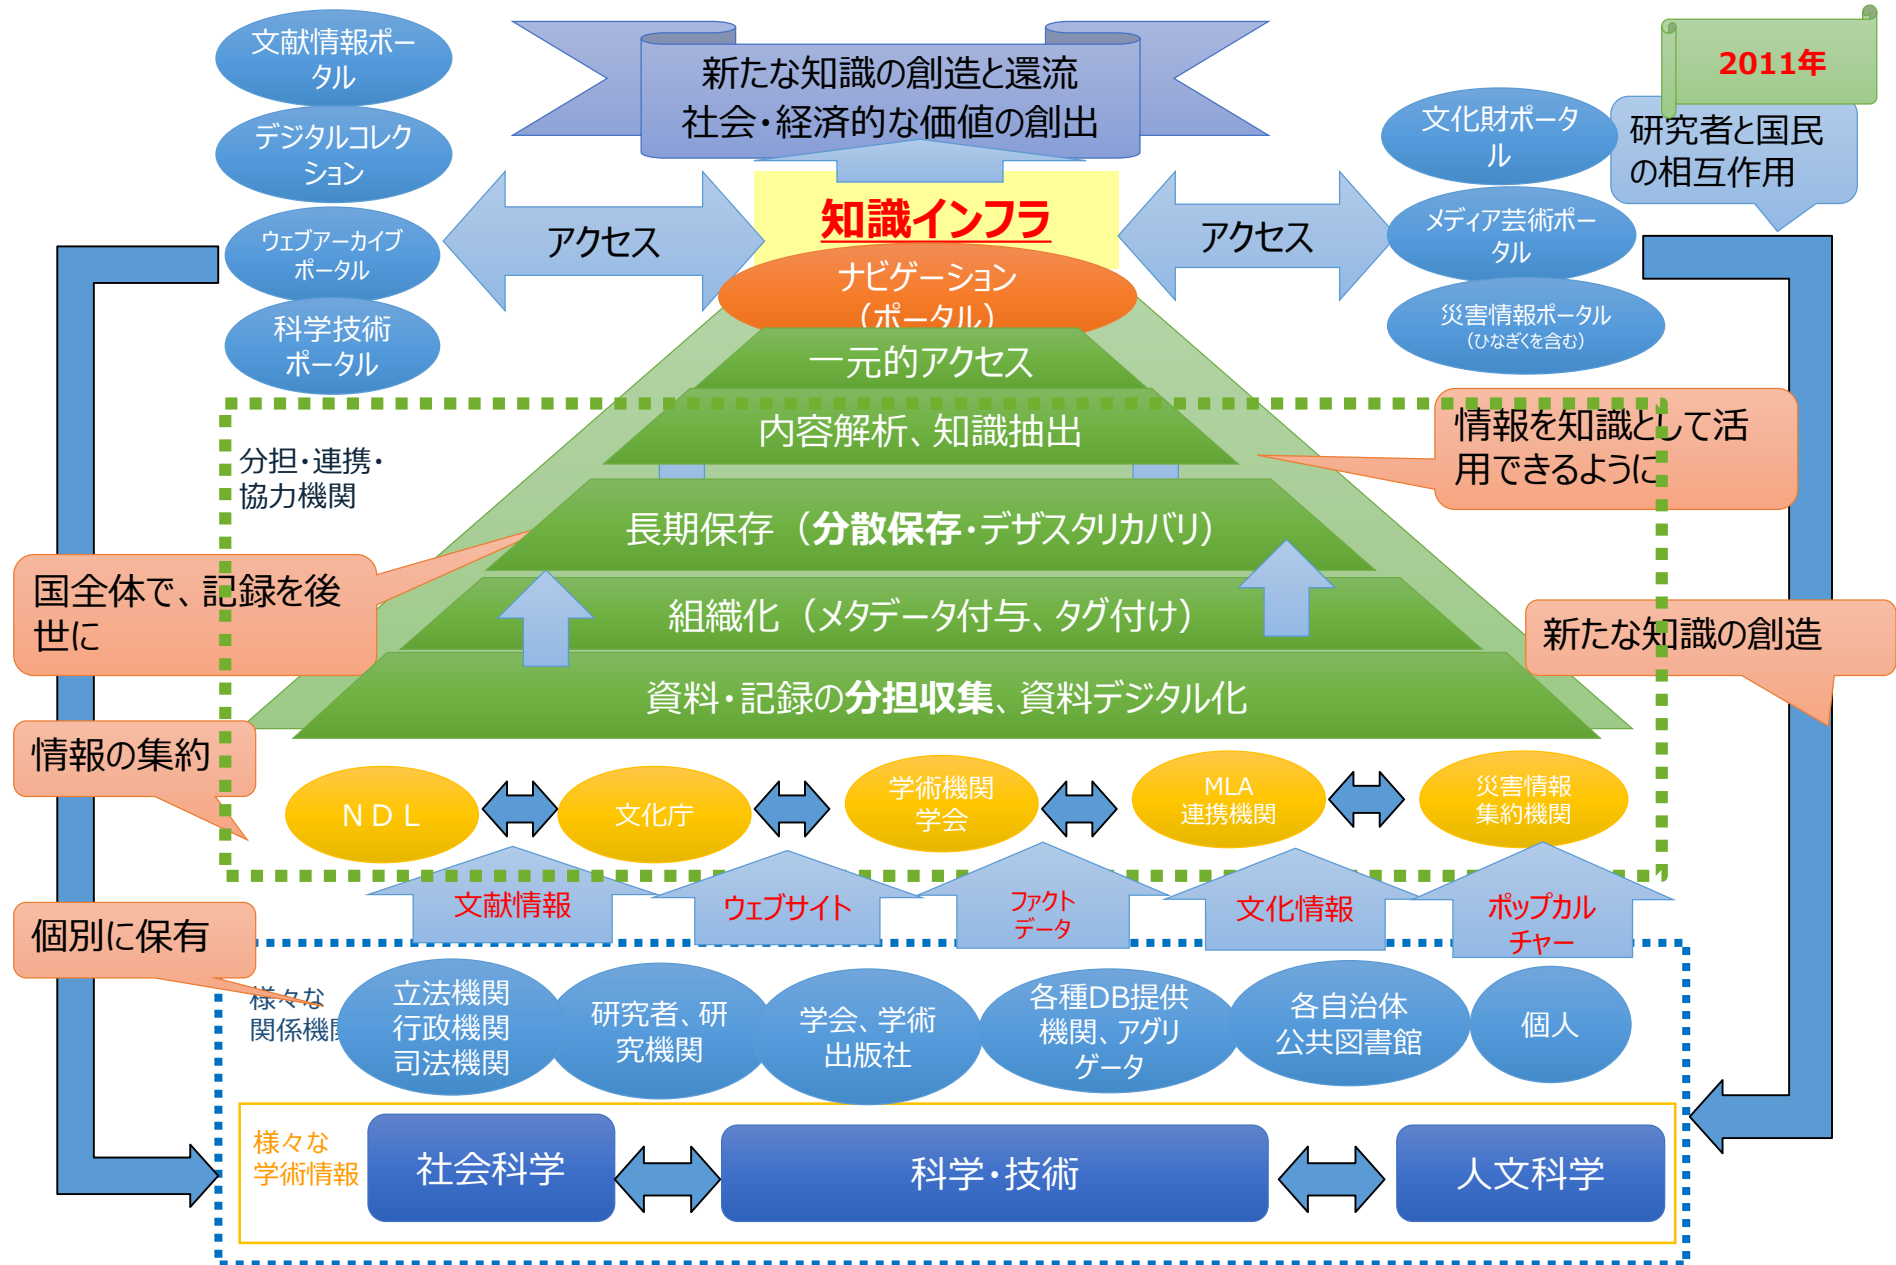 文献情報ポー
タル
デジタルコレク
ション
ウェブアーカイブ
ポータル
科学技術
ポータル
新たな知識の創造と還流
社会・経済的な価値の創出
2011年
文化財ポータ
ル
研究者と国民
の相互作用
メディア芸術ポー
タル
災害情報ポータル
（ひなぎくを含む）
アクセス
知識インフラ
アクセス
ナビゲーション
（ポータル）
一元的アクセス
内容解析、知識抽出
情報を知識として活
用できるように
分担・連携・
協力機関
長期保存（分散保存・デザスタリカバリ）
国全体で、記録を後
世に
組織化（メタデータ付与、タグ付け）
新たな知識の創造
資料・記録の分担収集、資料デジタル化
情報の集約
ＮＤＬ
文化庁
学術機関
学会
MLA
連携機関
災害情報
集約機関
文献情報
ウェブサイト
ファクト
データ
文化情報
ポップカル
チャー
個別に保有
様々な
関係機関
立法機関
行政機関
司法機関
研究者、研
究機関
学会、学術
出版社
各種DB提供
機関、アグリ
ゲータ
各自治体
公共図書館
個人
様々な
学術情報
社会科学
科学・技術
人文科学